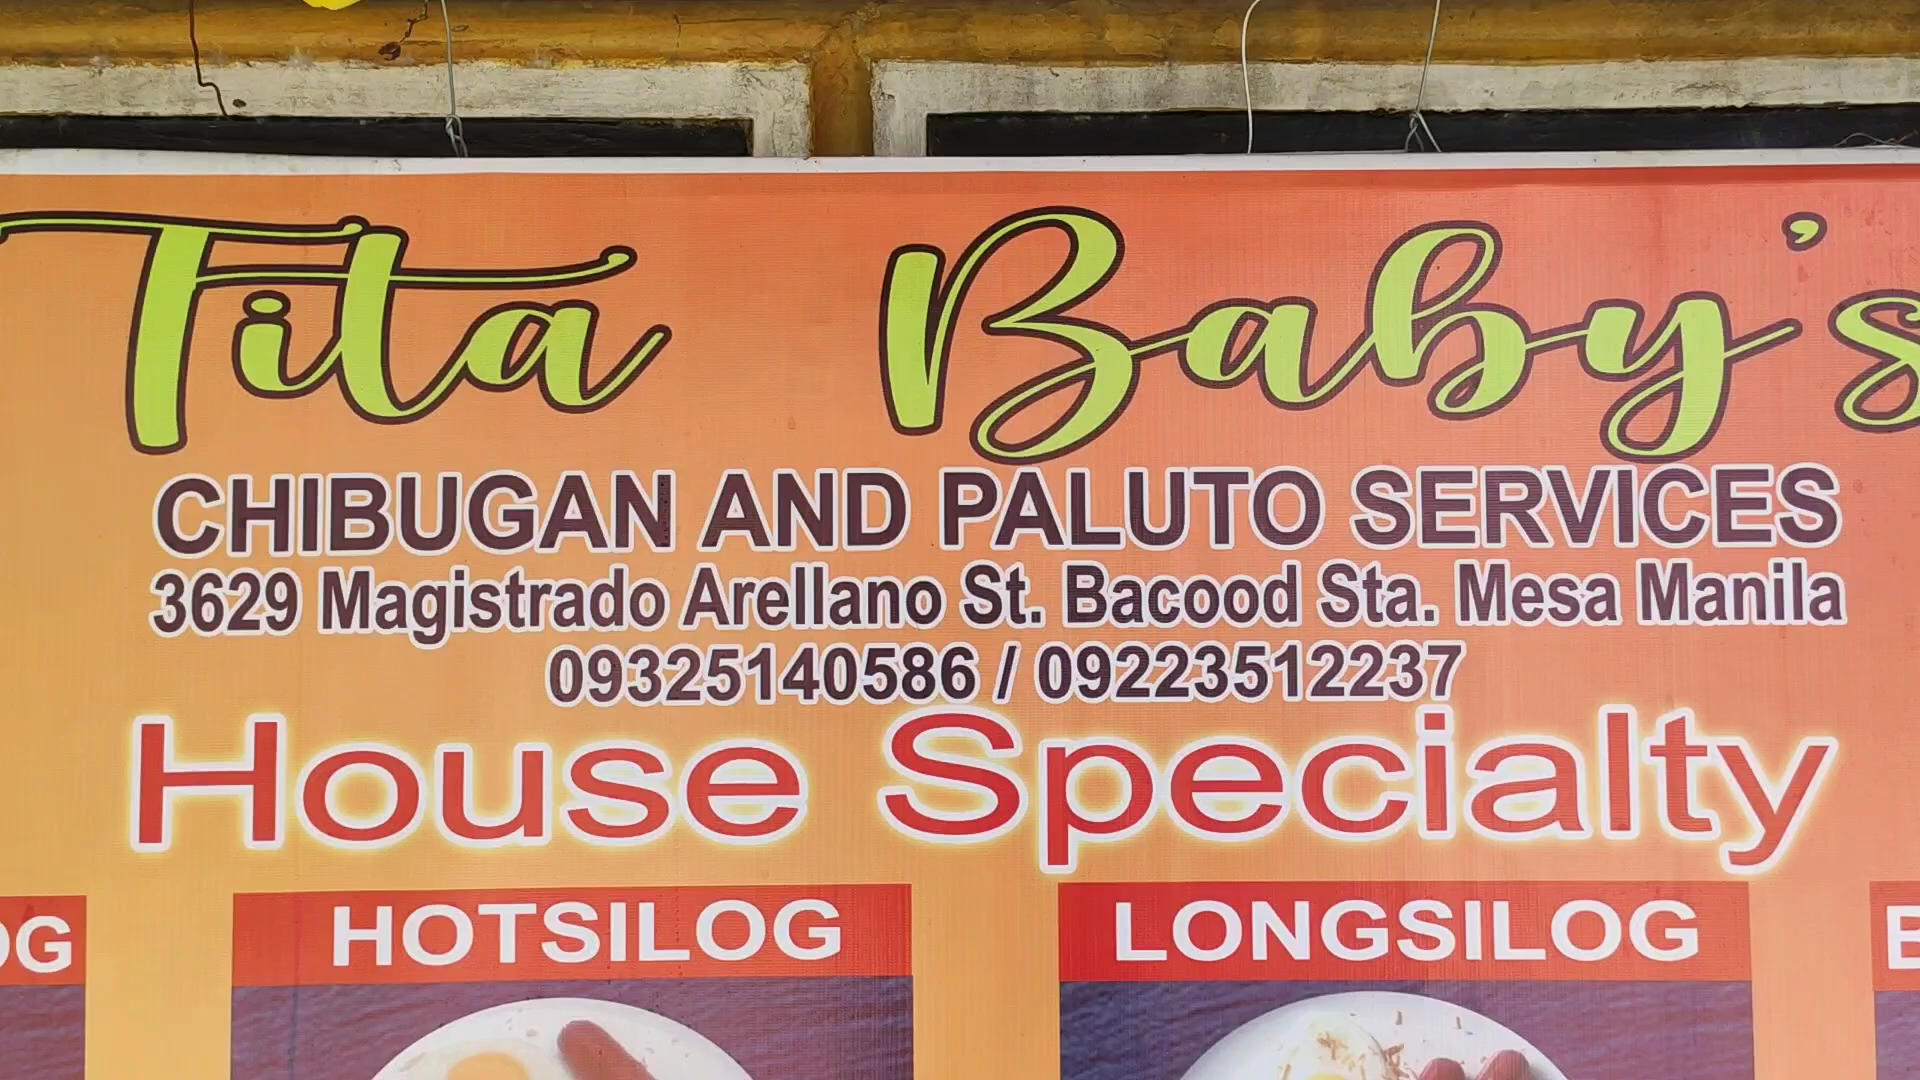 Tita Baby's
CHIBUGAN AND PALUTO SERVICES
3629 Magistrado Arellano St. Bacood Sta. Mesa Manila
09325140586 / 09223512237
House Specialty
HOTSILOG LONGSILOG